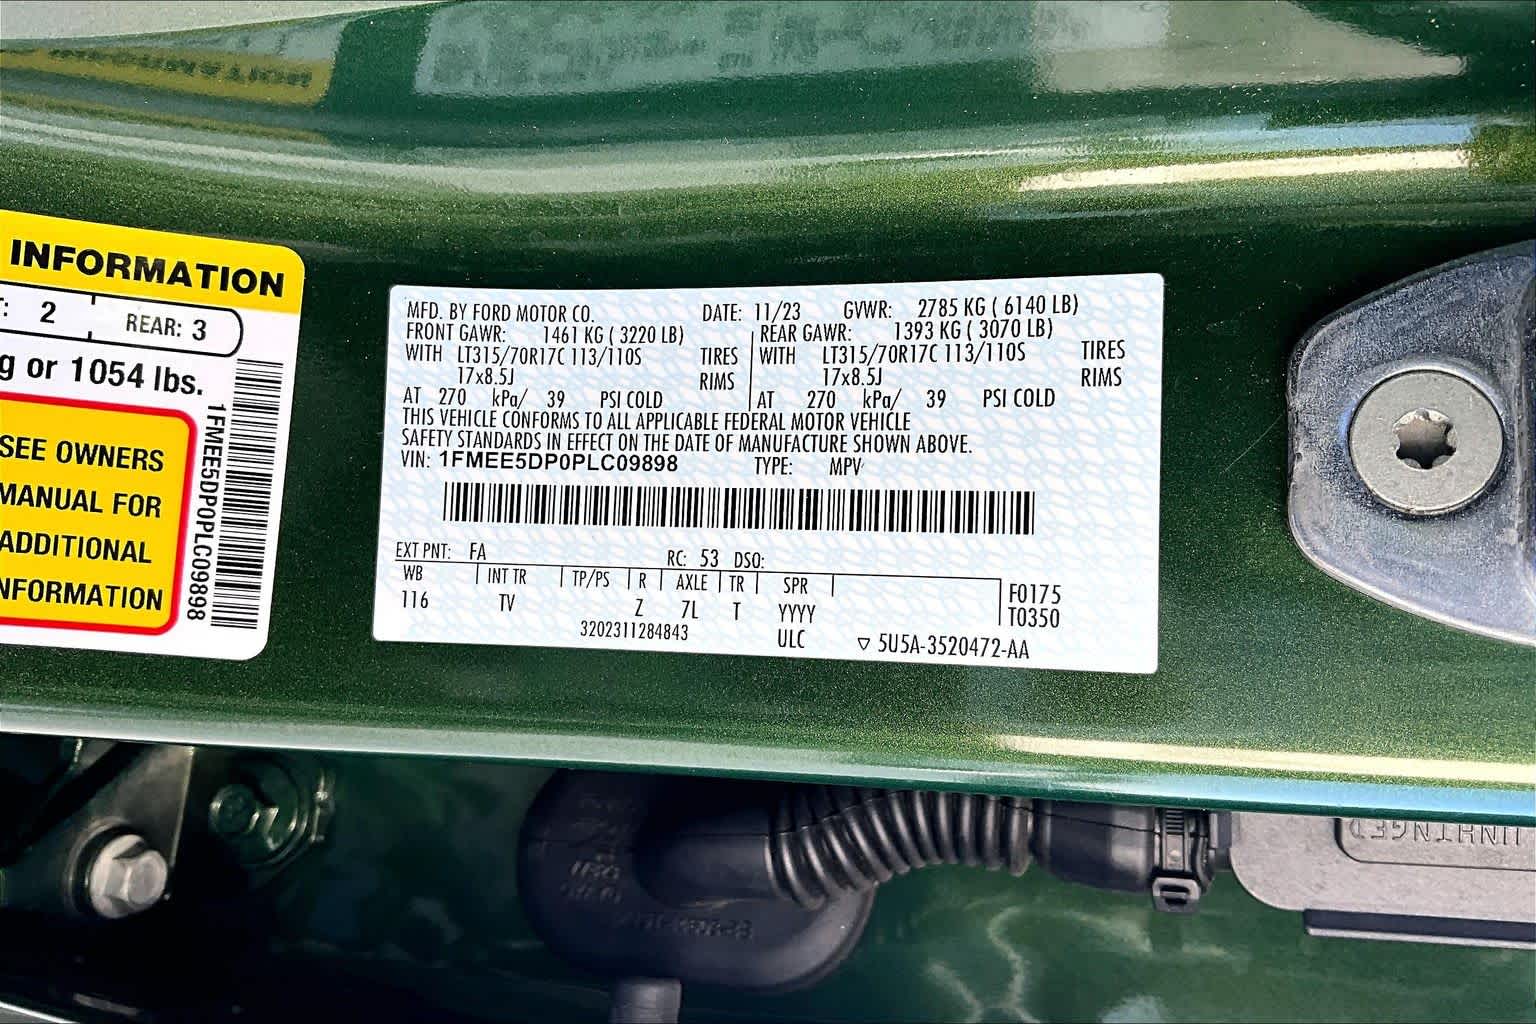 INFORMATION
T: 2 REAR: 3
g or 1054 lbs.
SEE OWNERS
MANUAL FOR
ADDITIONAL
INFORMATION
1FMEE5DP0PLC09898
MFD. BY FORD MOTOR CO. DATE: 11/23 GVWR: 2785 KG ( 6140 LB)
FRONT GAWR: 1461 KG ( 3220 LB) REAR GAWR: 1393 KG ( 3070 LB)
WITH LT315/70R17C 113/110S TIRES WITH LT315/70R17C 113/110S TIRES
17x8.5J RIMS 17x8.5J RIMS
AT 270 kPa/ 39 PSI COLD AT 270 kPa/ 39 PSI COLD
THIS VEHICLE CONFORMS TO ALL APPLICABLE FEDERAL MOTOR VEHICLE
SAFETY STANDARDS IN EFFECT ON THE DATE OF MANUFACTURE SHOWN ABOVE.
VIN: 1FMEE5DP0PLC09898 TYPE: MPV
EXT PNT: FA RC: 53 DSO:
WB INT TR TP/PS R AXLE TR SPR F0175
116 TV Z 7L T YYYY T0350
3202311284843 ULC ▽ 5U5A-3520472-AA
UNHINGED